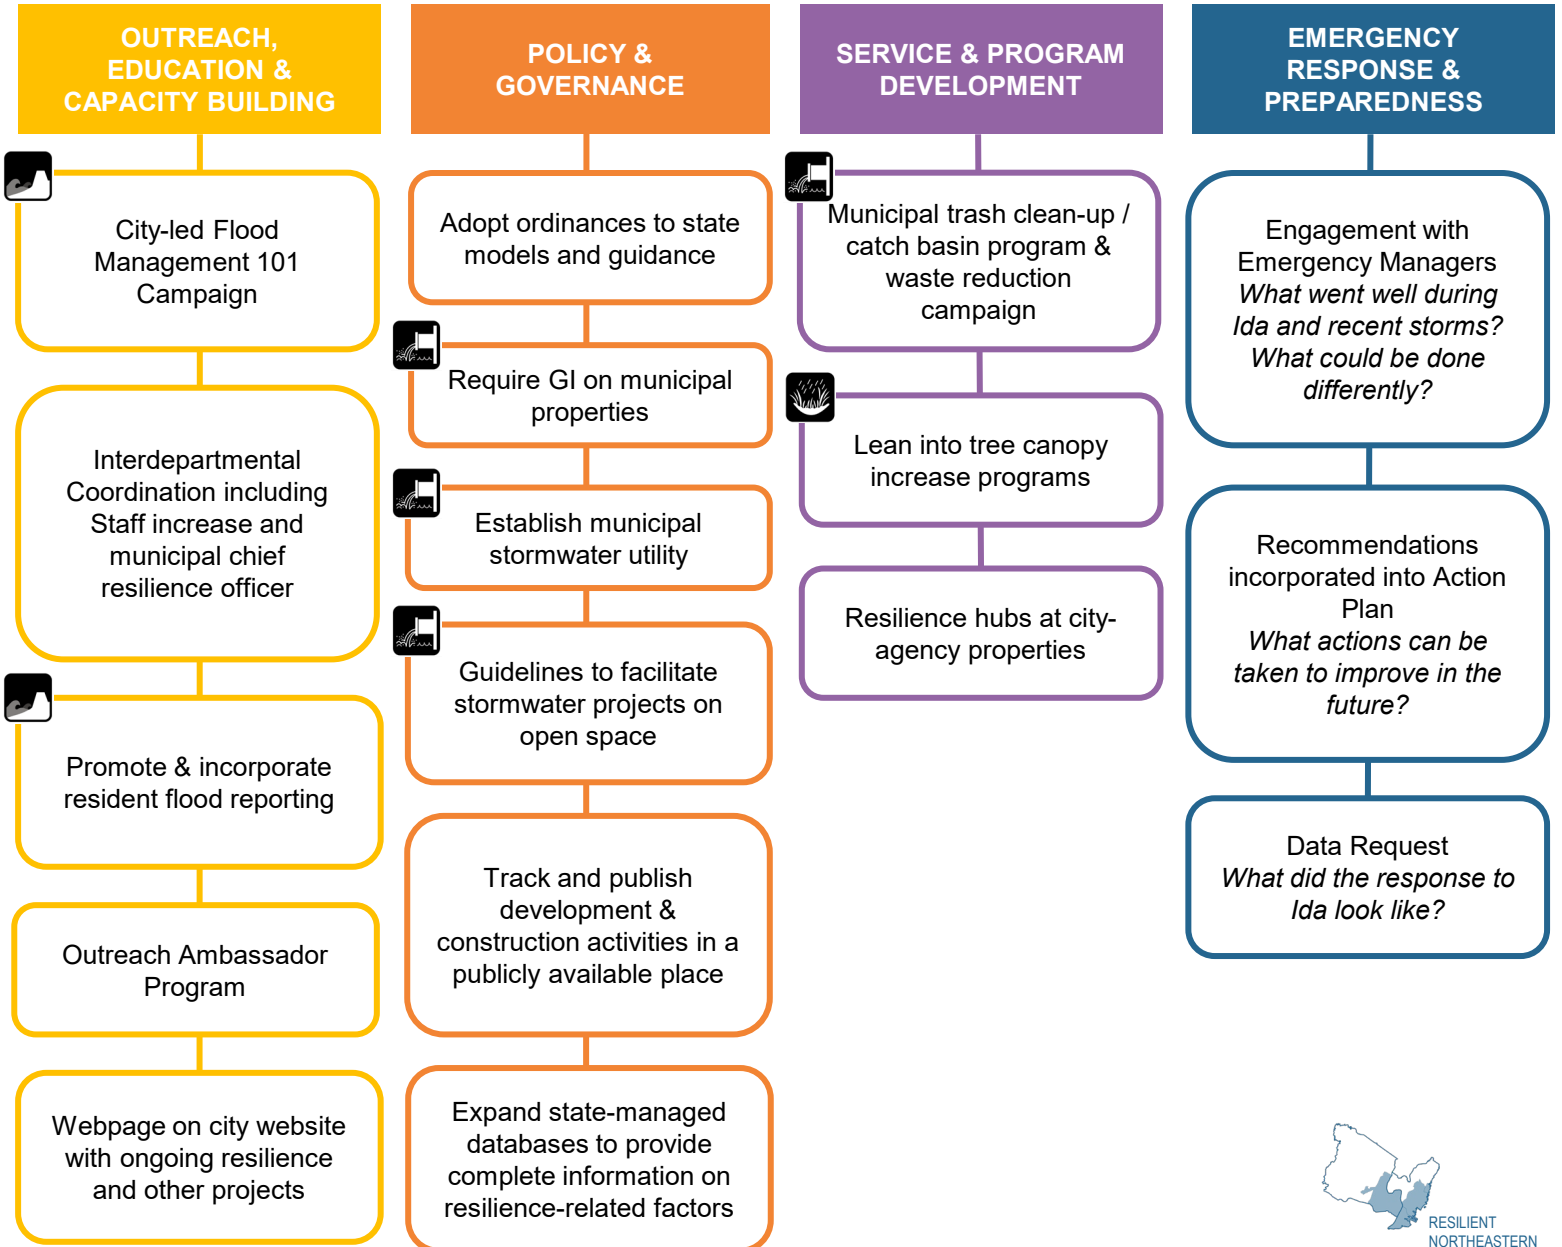 OUTREACH,
EDUCATION &
CAPACITY BUILDING
City-led Flood
Management 101
Campaign
Interdepartmental
Coordination including
Staff increase and
municipal chief
resilience officer
Promote & incorporate
resident flood reporting
Outreach Ambassador
Program
Webpage on city website
with ongoing resilience
and other projects
POLICY &
GOVERNANCE
Adopt ordinances to state
models and guidance
Require GI on municipal
properties
Establish municipal
stormwater utility
Guidelines to facilitate
stormwater projects on
open space
Track and publish
development &
construction activities in a
publicly available place
Expand state-managed
databases to provide
complete information on
resilience-related factors
SERVICE & PROGRAM
DEVELOPMENT
Municipal trash clean-up /
catch basin program &
waste reduction
campaign
Lean into tree canopy
increase programs
Resilience hubs at city-
agency properties
EMERGENCY
RESPONSE &
PREPAREDNESS
Engagement with
Emergency Managers
What went well during
Ida and recent storms?
What could be done
differently?
Recommendations
incorporated into Action
Plan
What actions can be
taken to improve in the
future?
Data Request
What did the response to
Ida look like?
RESILIENT
NORTHEASTERN